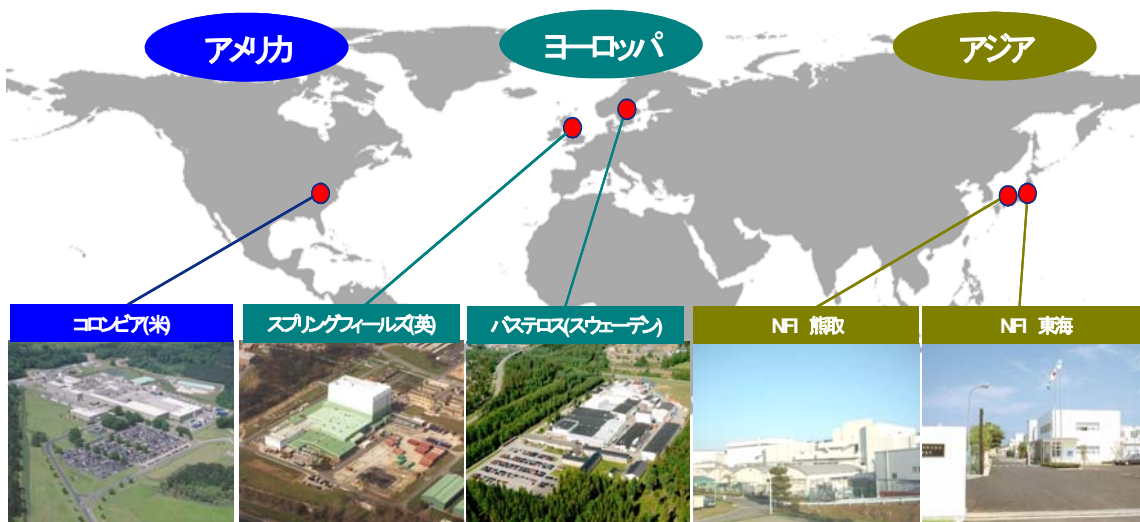 アメリカ
ヨーロッパ
アジア
コロンビア(米)
スプリングフィールズ(英)
バステロス(スウェーデン)
NFI 熊取
NFI 東海